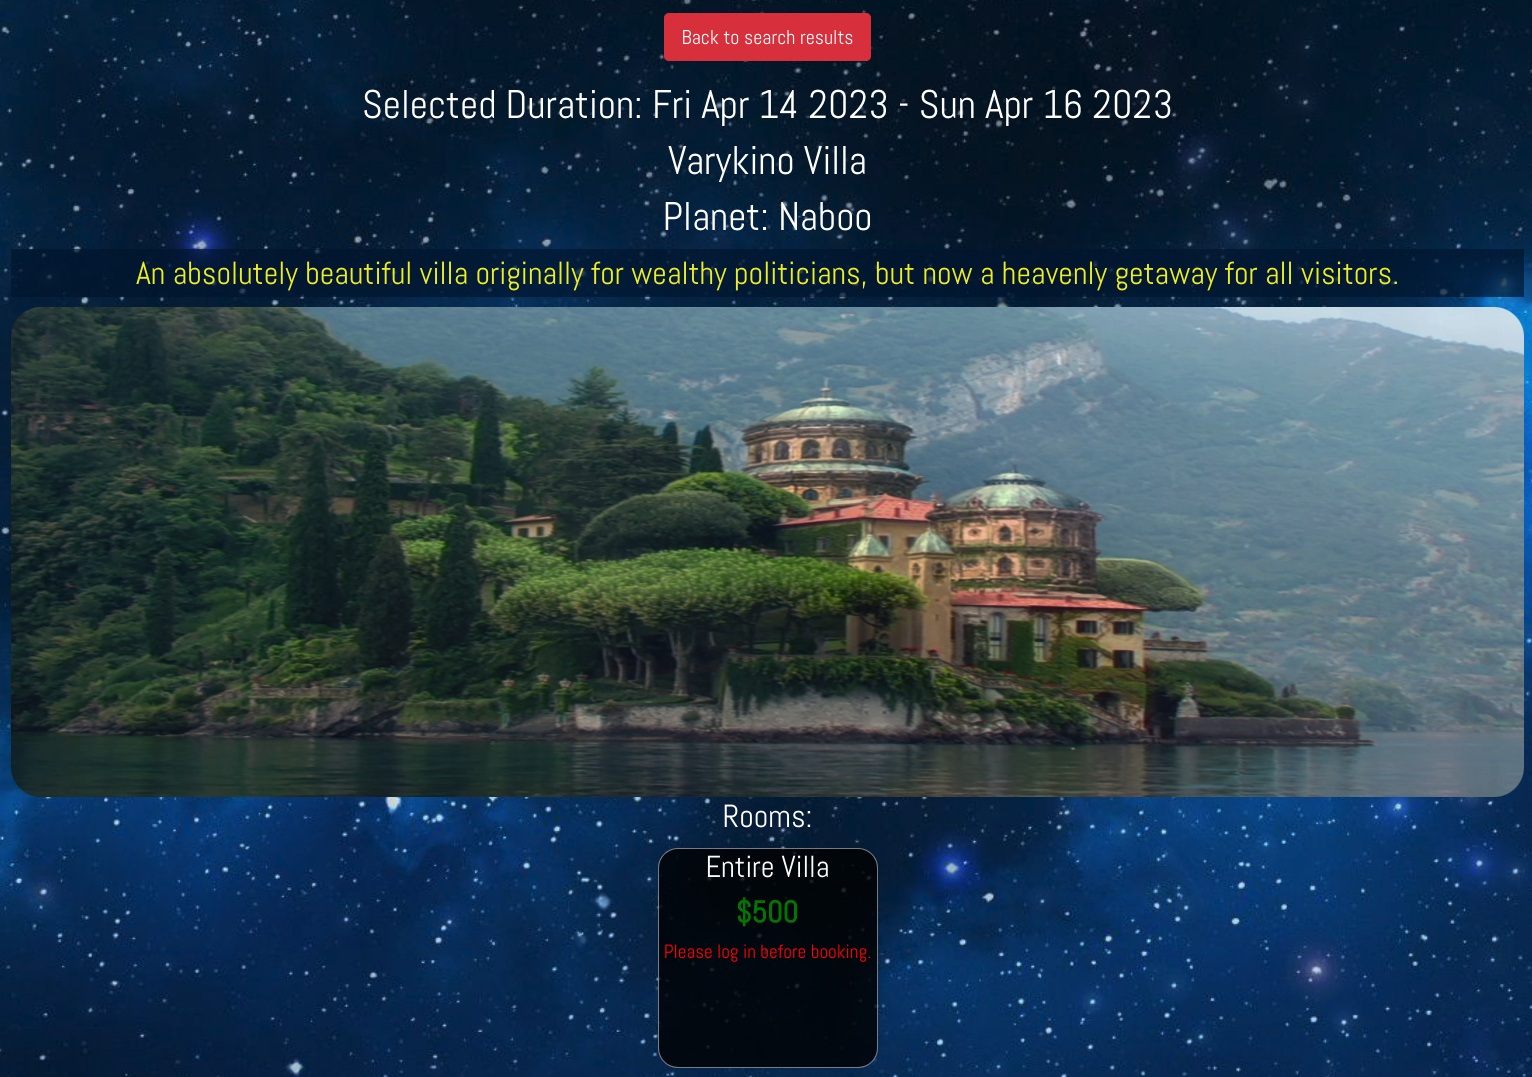 Back to search results
Selected Duration: Fri Apr 14 2023 - Sun Apr 16 2023
Varykino Villa
Planet: Naboo
An absolutely beautiful villa originally for wealthy politicians, but now a heavenly getaway for all visitors.
Rooms:
Entire Villa
$500
Please log in before booking.